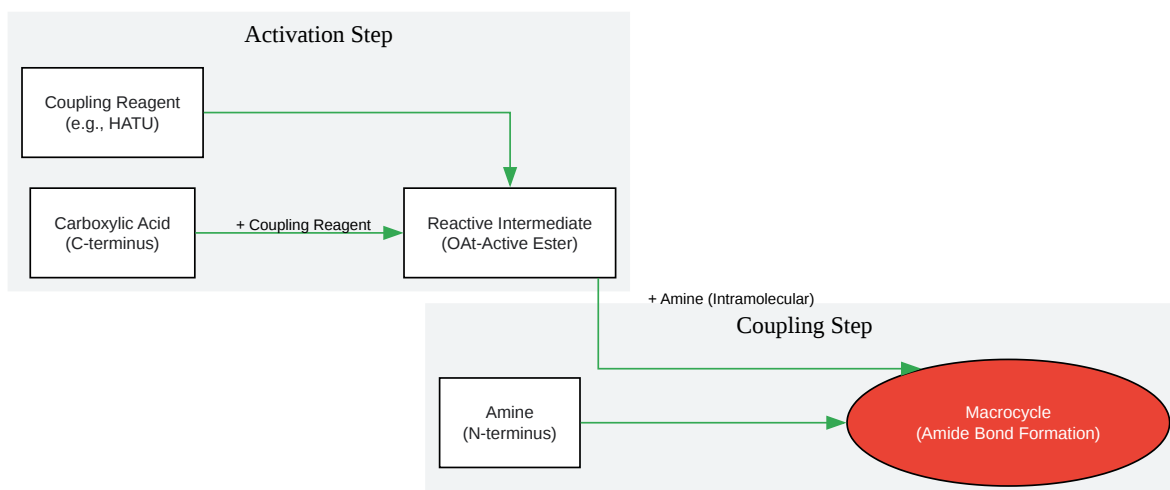 Activation Step
Coupling Reagent
(e.g., HATU)
Carboxylic Acid
(C-terminus)
+ Coupling Reagent
Reactive Intermediate
(OAt-Active Ester)
+ Amine (Intramolecular)
Coupling Step
Amine
(N-terminus)
Macrocycle
(Amide Bond Formation)